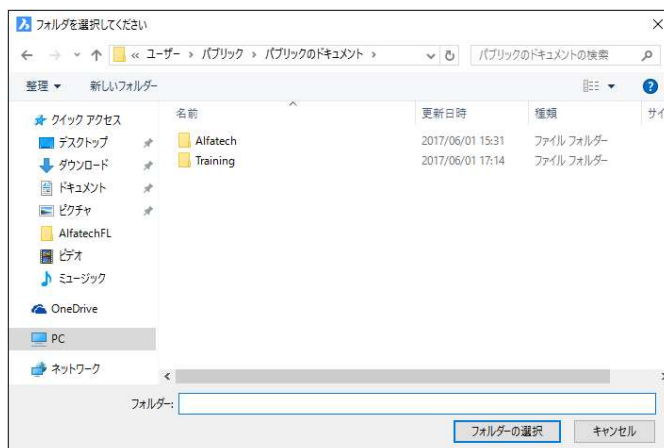 フォルダを選択してください
« ユーザー › パブリック › パブリックのドキュメント ›
パブリックのドキュメントの検索
整理 ▼ 新しいフォルダー
名前 更新日時 種類 サイ
クイック アクセス
デスクトップ
ダウンロード
ドキュメント
ピクチャ
AlfatechFL
ビデオ
ミュージック
OneDrive
PC
ネットワーク
Alfatech 2017/06/01 15:31 ファイル フォルダー
Training 2017/06/01 17:14 ファイル フォルダー
フォルダー:
フォルダーの選択 キャンセル